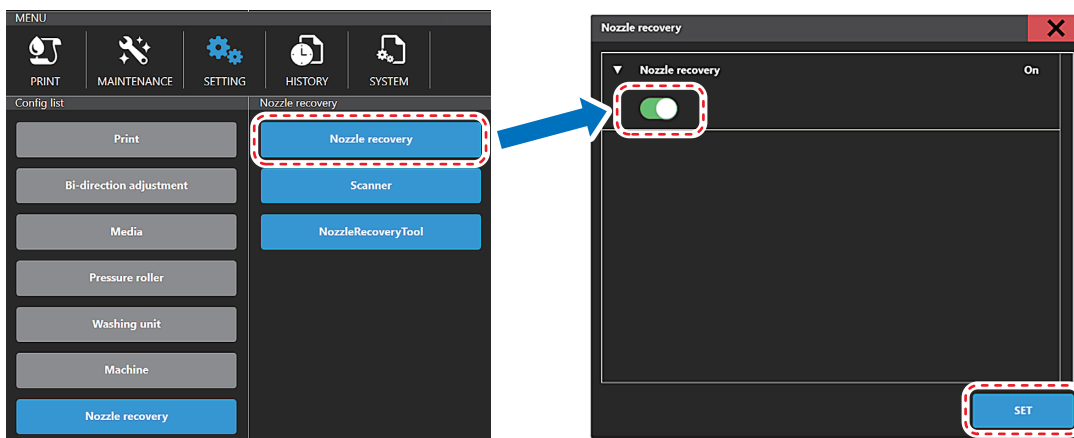 MENU
PRINT MAINTENANCE SETTING HISTORY SYSTEM
Config list
Nozzle recovery
Print
Bi-direction adjustment
Media
Pressure roller
Washing unit
Machine
Nozzle recovery
Nozzle recovery
Scanner
NozzleRecoveryTool
Nozzle recovery
Nozzle recovery On
SET